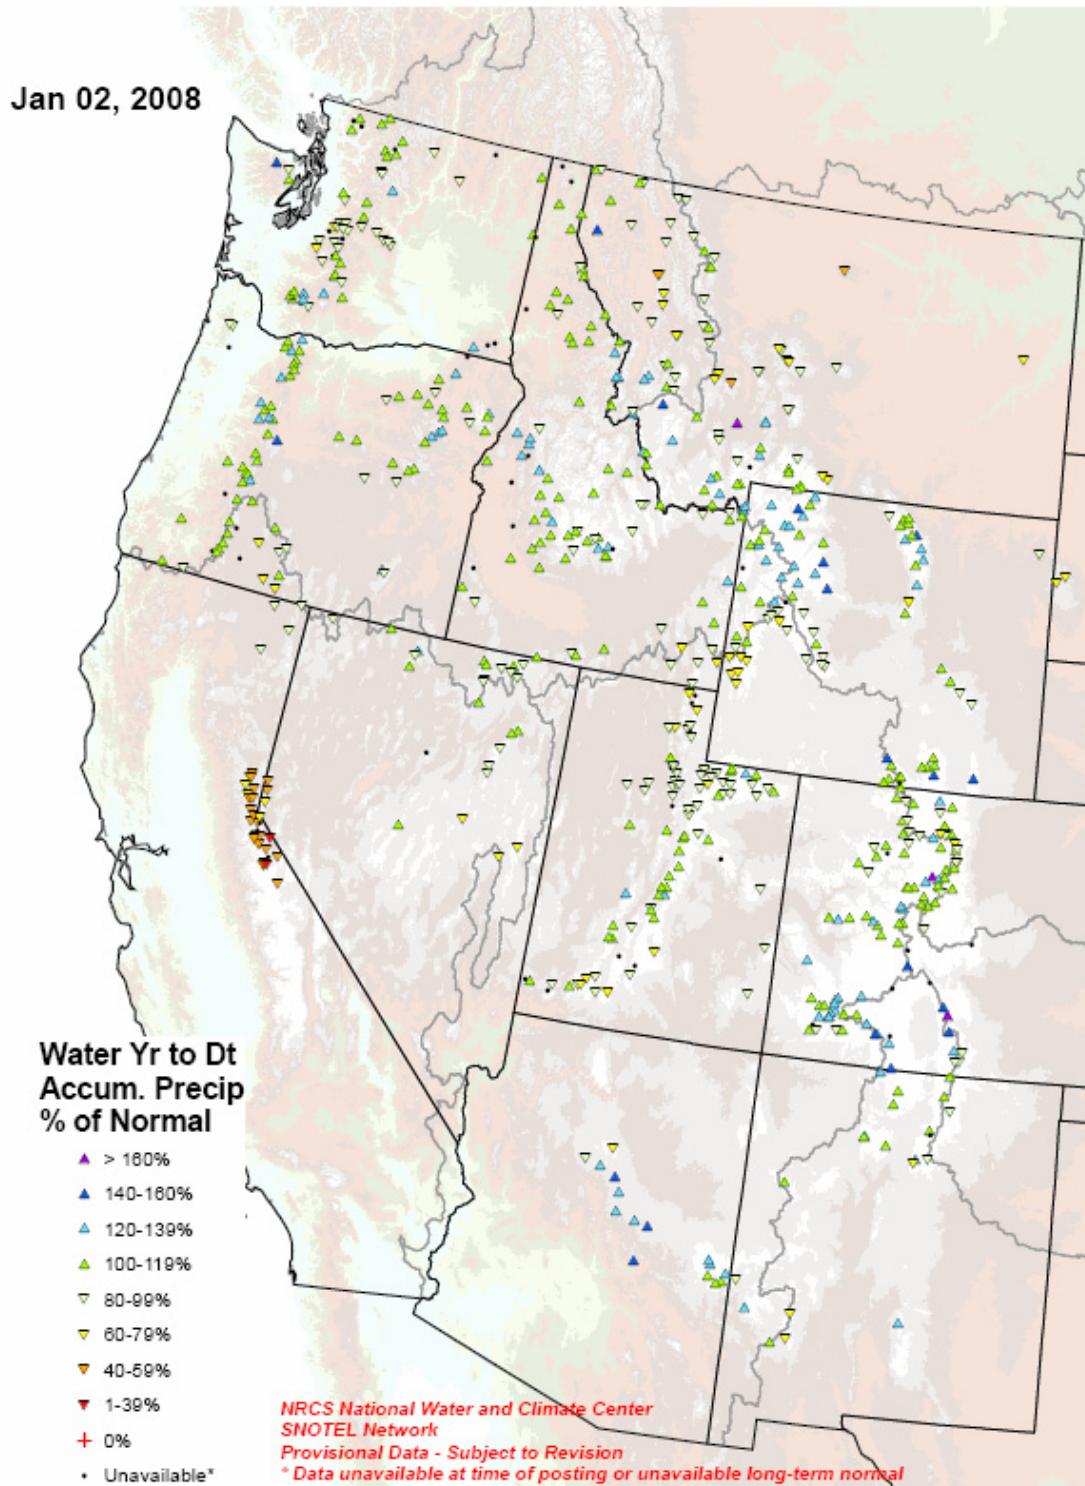 Jan 02, 2008
Water Yr to Dt
Accum. Precip
% of Normal
> 160%
140-160%
120-139%
100-119%
80-99%
60-79%
40-59%
1-39%
0%
Unavailable*
NRCS National Water and Climate Center
SNOTEL Network
Provisional Data - Subject to Revision
* Data unavailable at time of posting or unavailable long-term normal